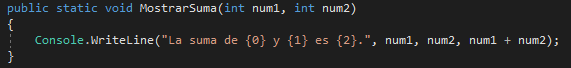 public static void MostrarSuma(int num1, int num2)
{
    Console.WriteLine("La suma de {0} y {1} es {2}.", num1, num2, num1 + num2);
}